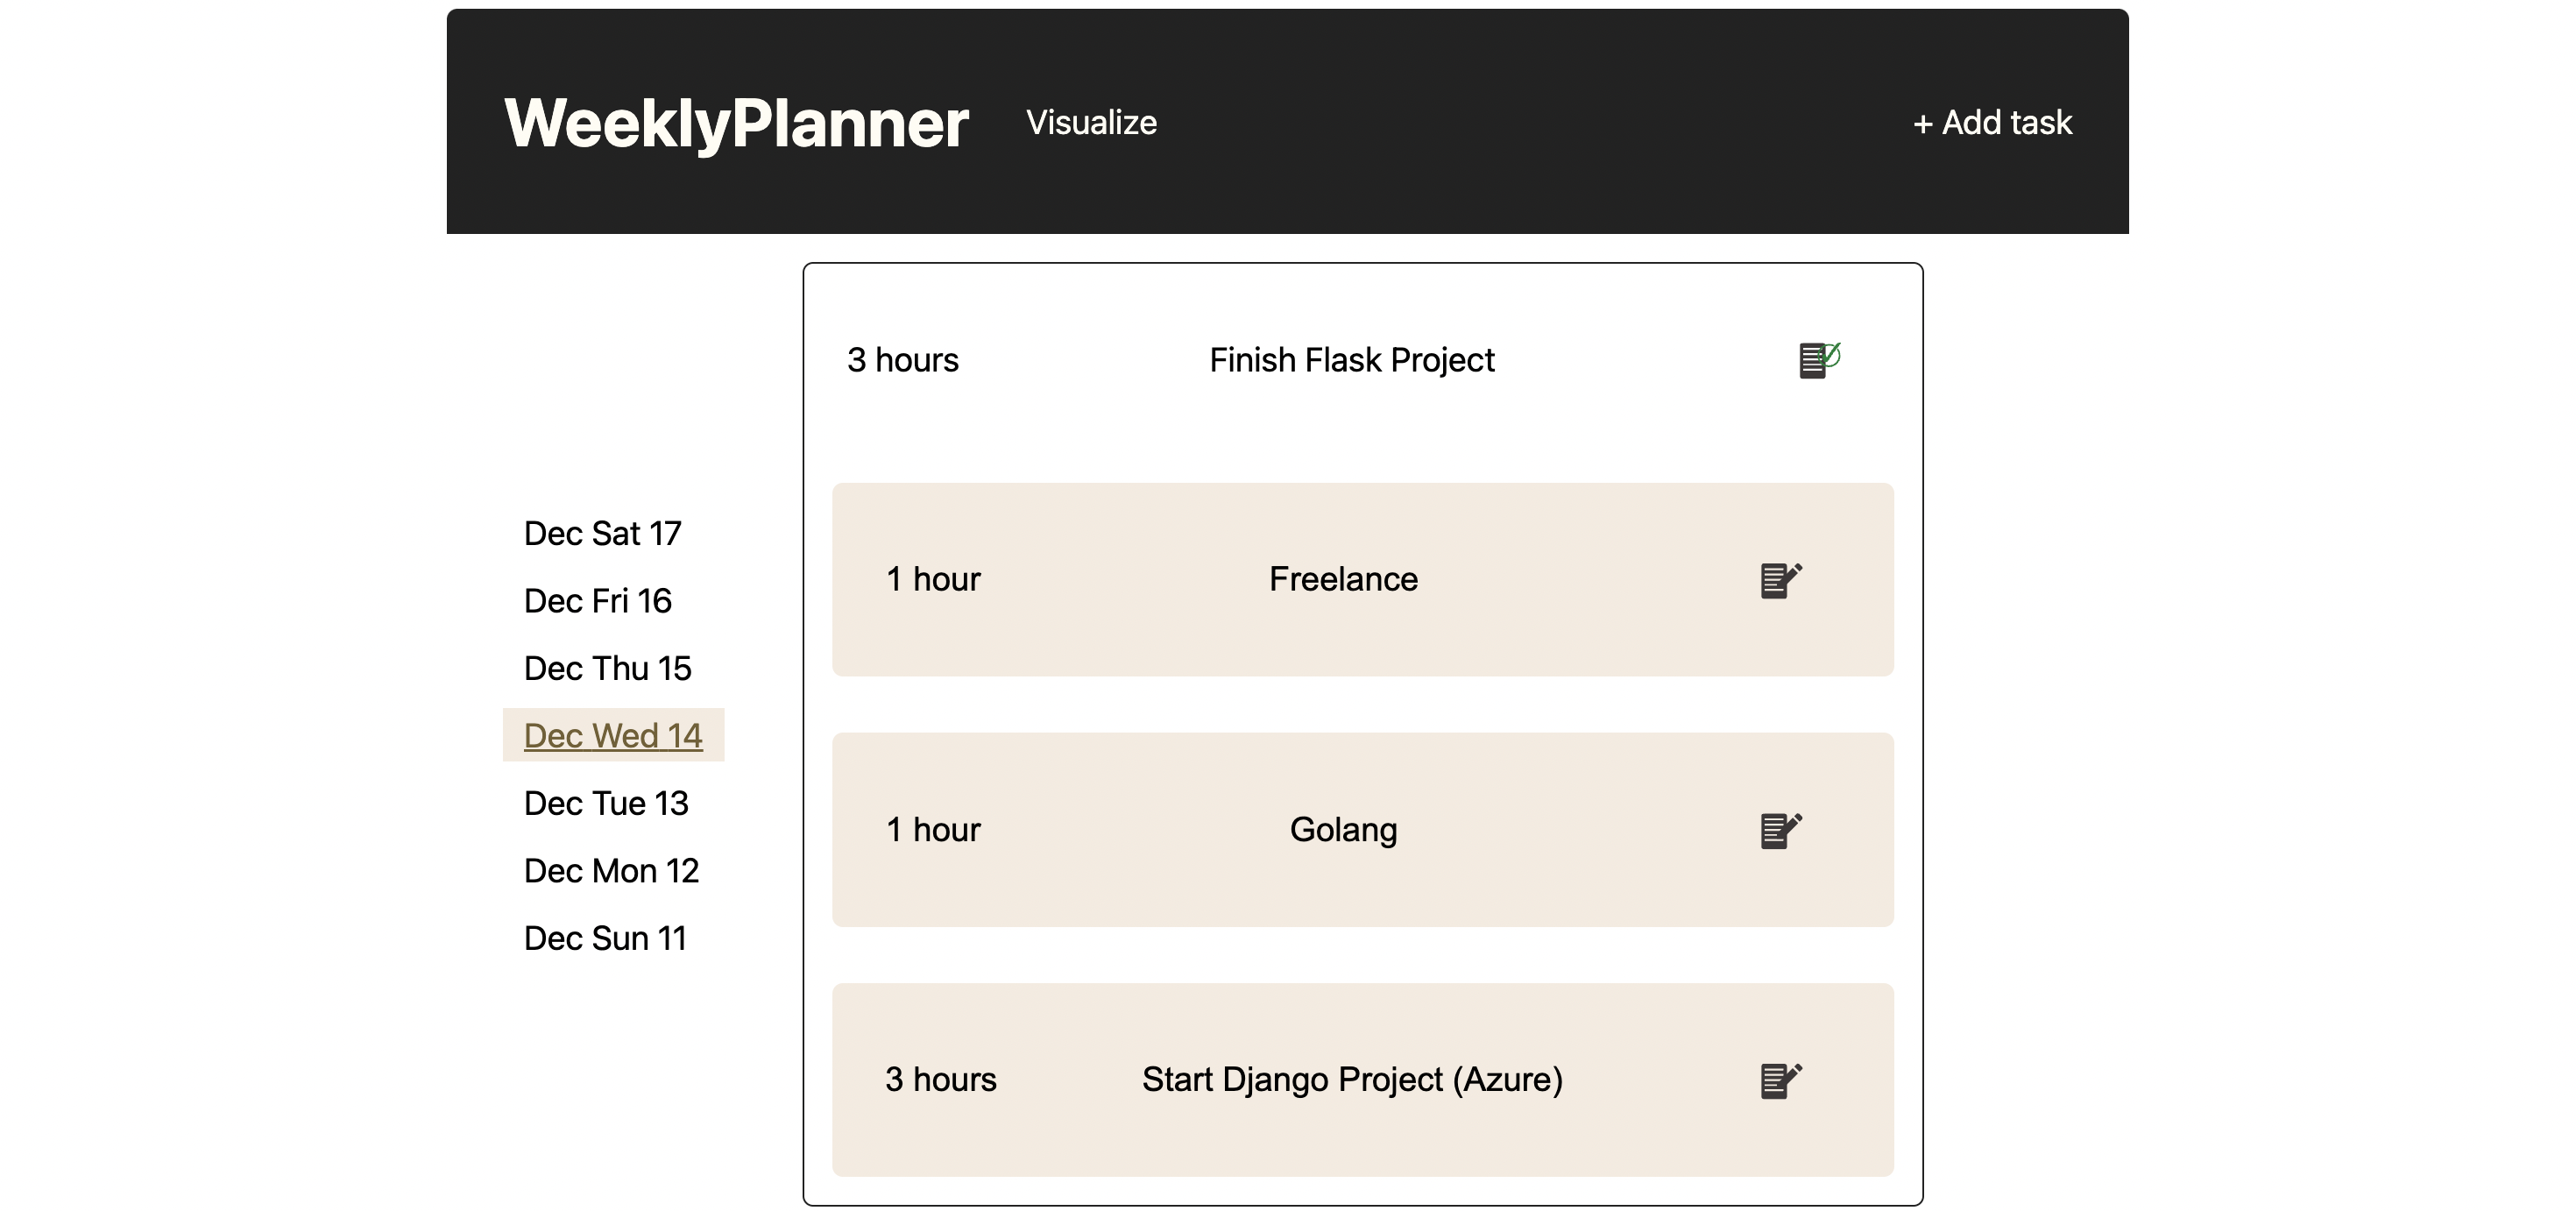 WeeklyPlanner
Visualize
+ Add task
3 hours
Finish Flask Project
Dec Sat 17
Dec Fri 16
Dec Thu 15
Dec Wed 14
Dec Tue 13
Dec Mon 12
Dec Sun 11
1 hour
Freelance
1 hour
Golang
3 hours
Start Django Project (Azure)